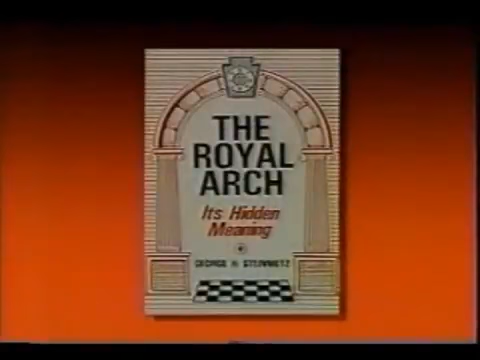 THE
ROYAL
ARCH
Its Hidden
Meaning
GEORGE H. STEINMETZ